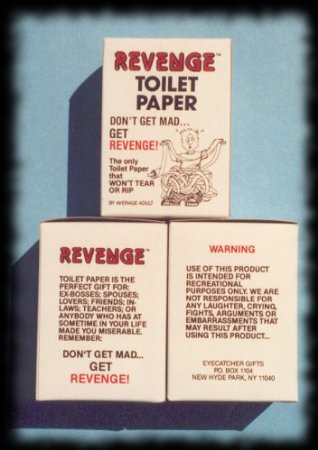 REVENGE™
TOILET
PAPER
DON'T GET MAD...
GET
REVENGE!
The only
Toilet Paper
that
WON'T TEAR
OR RIP
BY AVERAGE ADULT
REVENGE™
TOILET PAPER IS THE
PERFECT GIFT FOR:
EX-BOSSES; SPOUSES;
LOVERS; FRIENDS; IN-
LAWS; TEACHERS; OR
ANYBODY WHO HAS AT
SOMETIME IN YOUR LIFE
MADE YOU MISERABLE.
REMEMBER:
DON'T GET MAD...
GET
REVENGE!
WARNING
USE OF THIS PRODUCT
IS INTENDED FOR
RECREATIONAL
PURPOSES ONLY. WE ARE
NOT RESPONSIBLE FOR
ANY LAUGHTER, CRYING,
FIGHTS, ARGUMENTS OR
EMBARRASSMENTS THAT
MAY RESULT AFTER
USING THIS PRODUCT...
EYECATCHER GIFTS
P.O. BOX 1104
NEW HYDE PARK, NY 11040